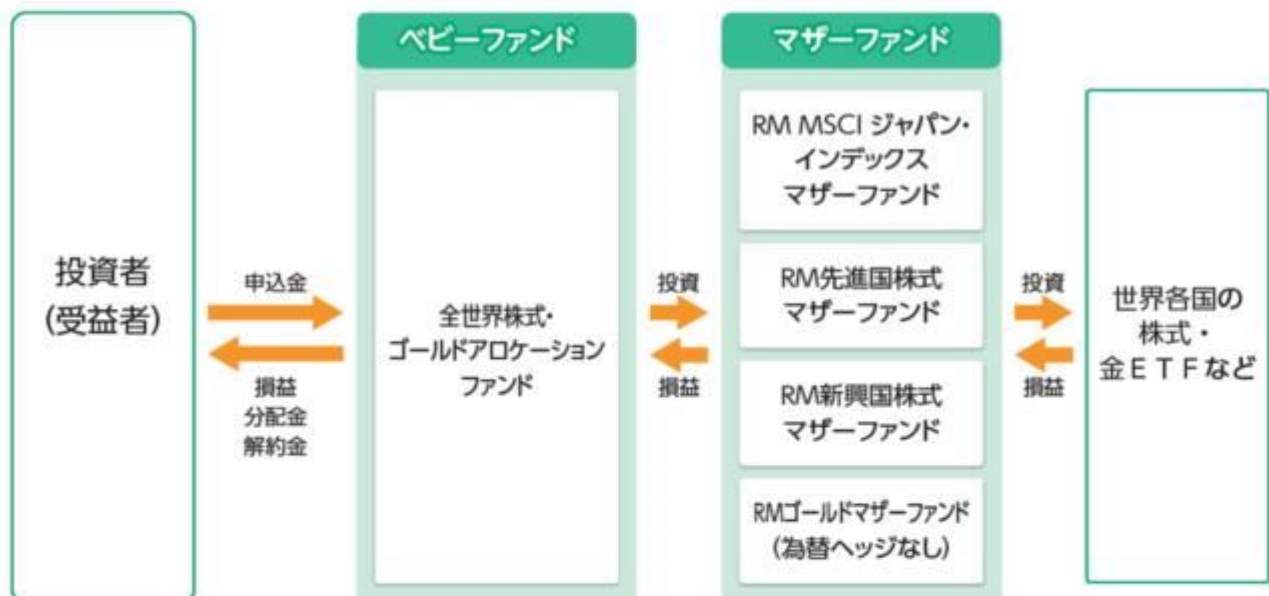 投資者
(受益者)
申込金
損益
分配金
解約金
ベビーファンド
全世界株式・
ゴールドアロケーション
ファンド
投資
損益
マザーファンド
RM MSCI ジャパン・
インデックス
マザーファンド
RM先進国株式
マザーファンド
RM新興国株式
マザーファンド
RMゴールドマザーファンド
(為替ヘッジなし)
投資
損益
世界各国の
株式・
金ETFなど